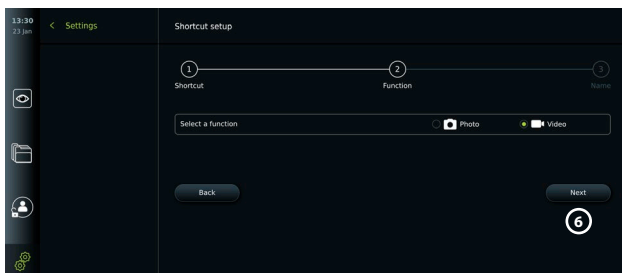 13:30
23 Jan
< Settings
Shortcut setup
1
2
3
Shortcut
Function
Name
Select a function
Photo
Video
Back
Next
6